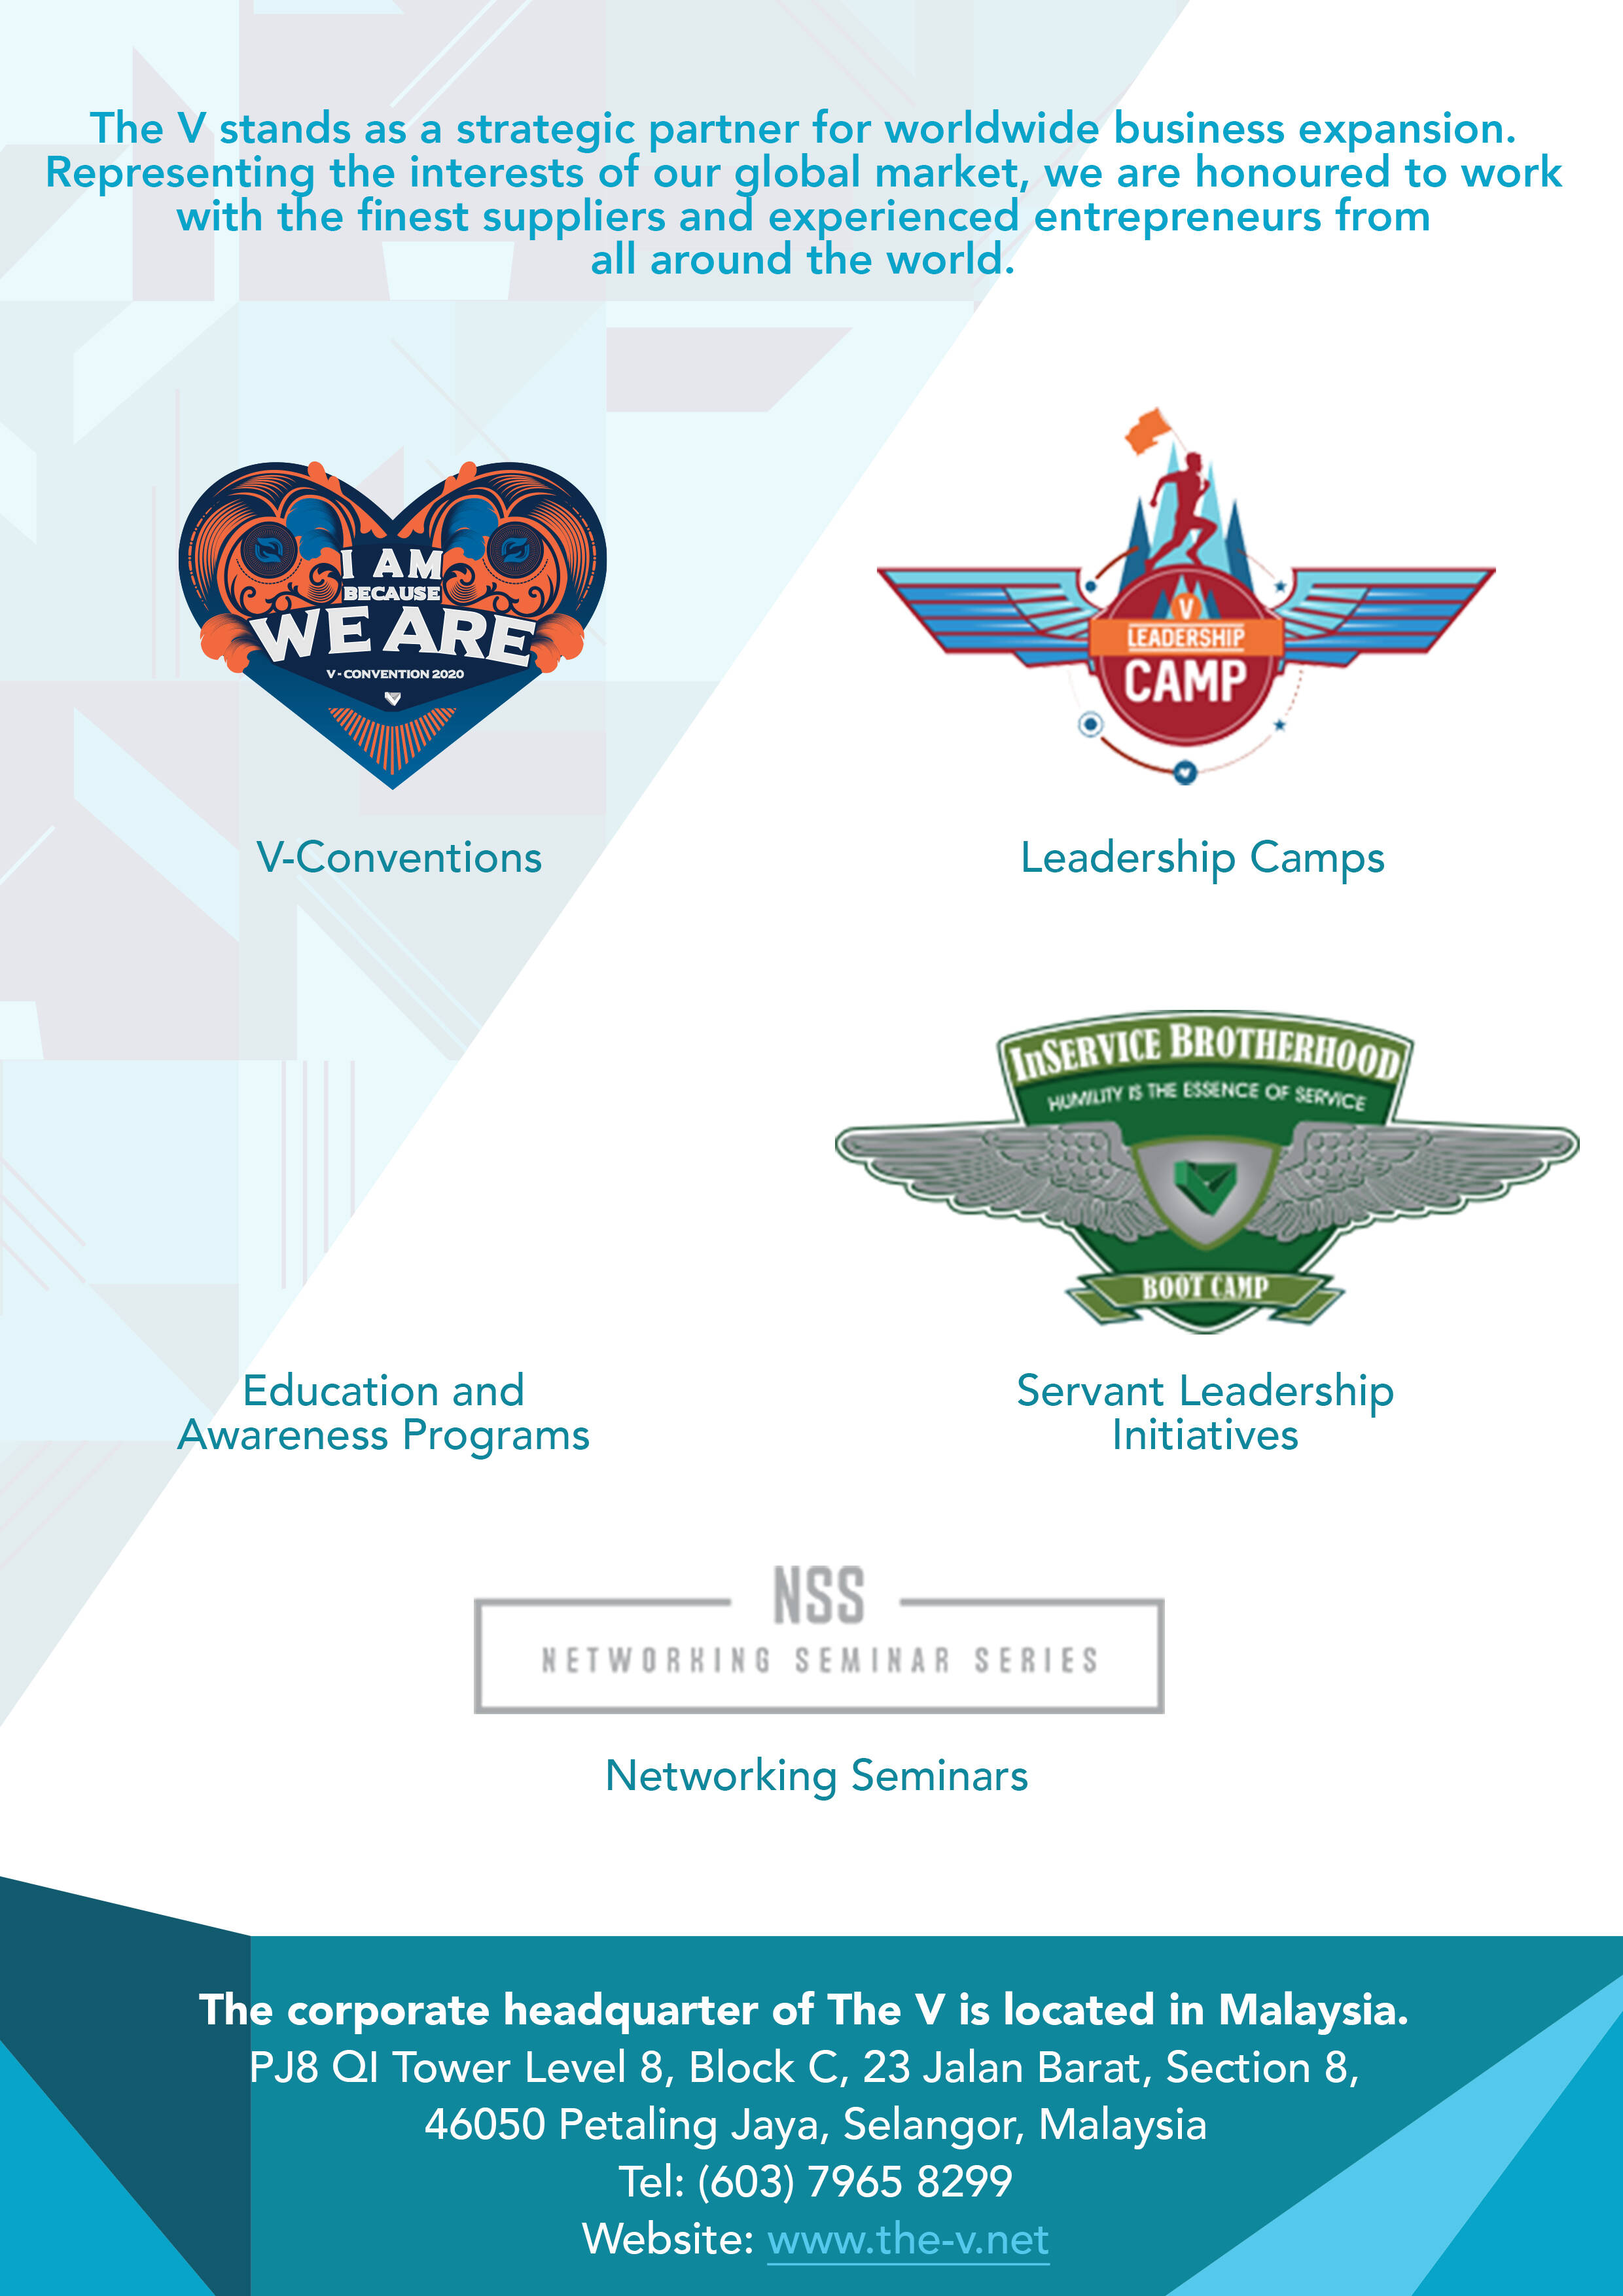 The V stands as a strategic partner for worldwide business expansion.
Representing the interests of our global market, we are honoured to work
with the finest suppliers and experienced entrepreneurs from
all around the world.
I AM
BECAUSE
WE ARE
V - CONVENTION 2020
V
LEADERSHIP
CAMP
V-Conventions
Leadership Camps
INSERVICE BROTHERHOOD
HUMILITY IS THE ESSENCE OF SERVICE
BOOT CAMP
Education and
Awareness Programs
Servant Leadership
Initiatives
NSS
NETWORKING SEMINAR SERIES
Networking Seminars
The corporate headquarter of The V is located in Malaysia.
PJ8 QI Tower Level 8, Block C, 23 Jalan Barat, Section 8,
46050 Petaling Jaya, Selangor, Malaysia
Tel: (603) 7965 8299
Website: www.the-v.net